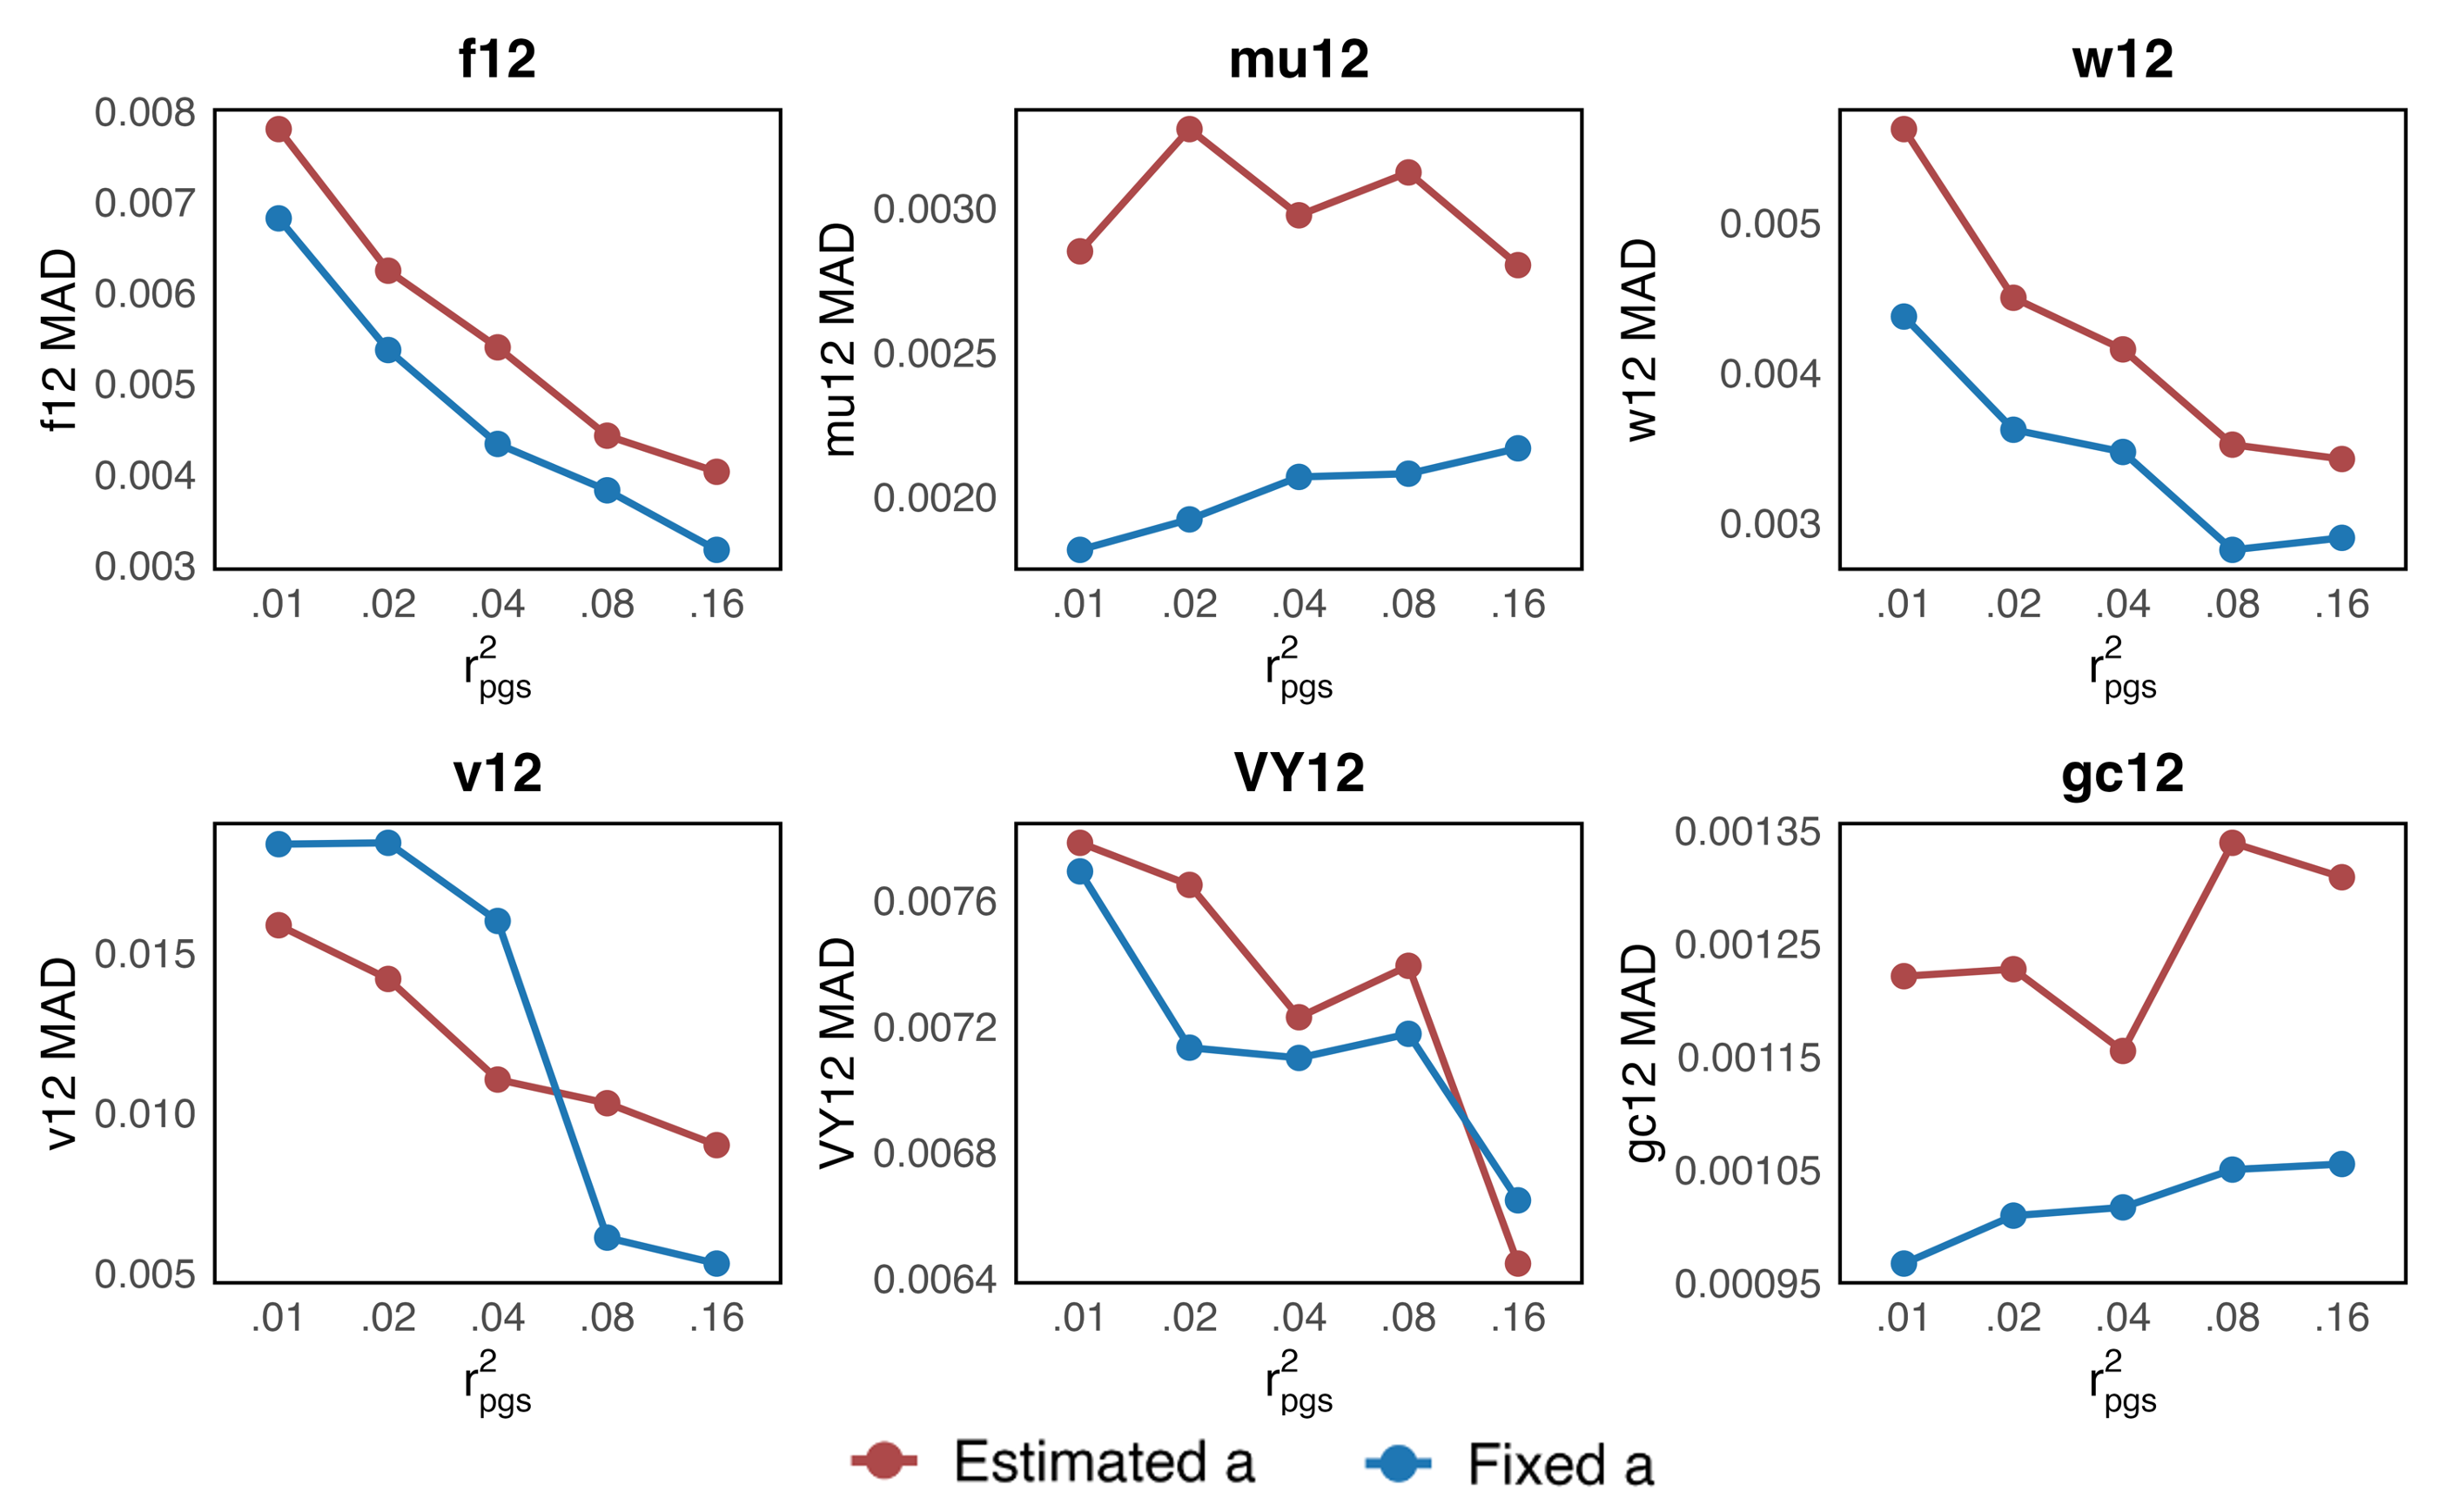 f12
mu12
w12
f12 MAD
0.008
0.007
0.006
0.005
0.004
0.003
mu12 MAD
0.0030
0.0025
0.0020
w12 MAD
0.005
0.004
0.003
.01 .02 .04 .08 .16
.01 .02 .04 .08 .16
.01 .02 .04 .08 .16
r²pgs
r²pgs
r²pgs
v12
VY12
gc12
v12 MAD
0.015
0.010
0.005
VY12 MAD
0.0076
0.0072
0.0068
0.0064
gc12 MAD
0.00135
0.00125
0.00115
0.00105
0.00095
.01 .02 .04 .08 .16
.01 .02 .04 .08 .16
.01 .02 .04 .08 .16
r²pgs
r²pgs
r²pgs
Estimated a
Fixed a